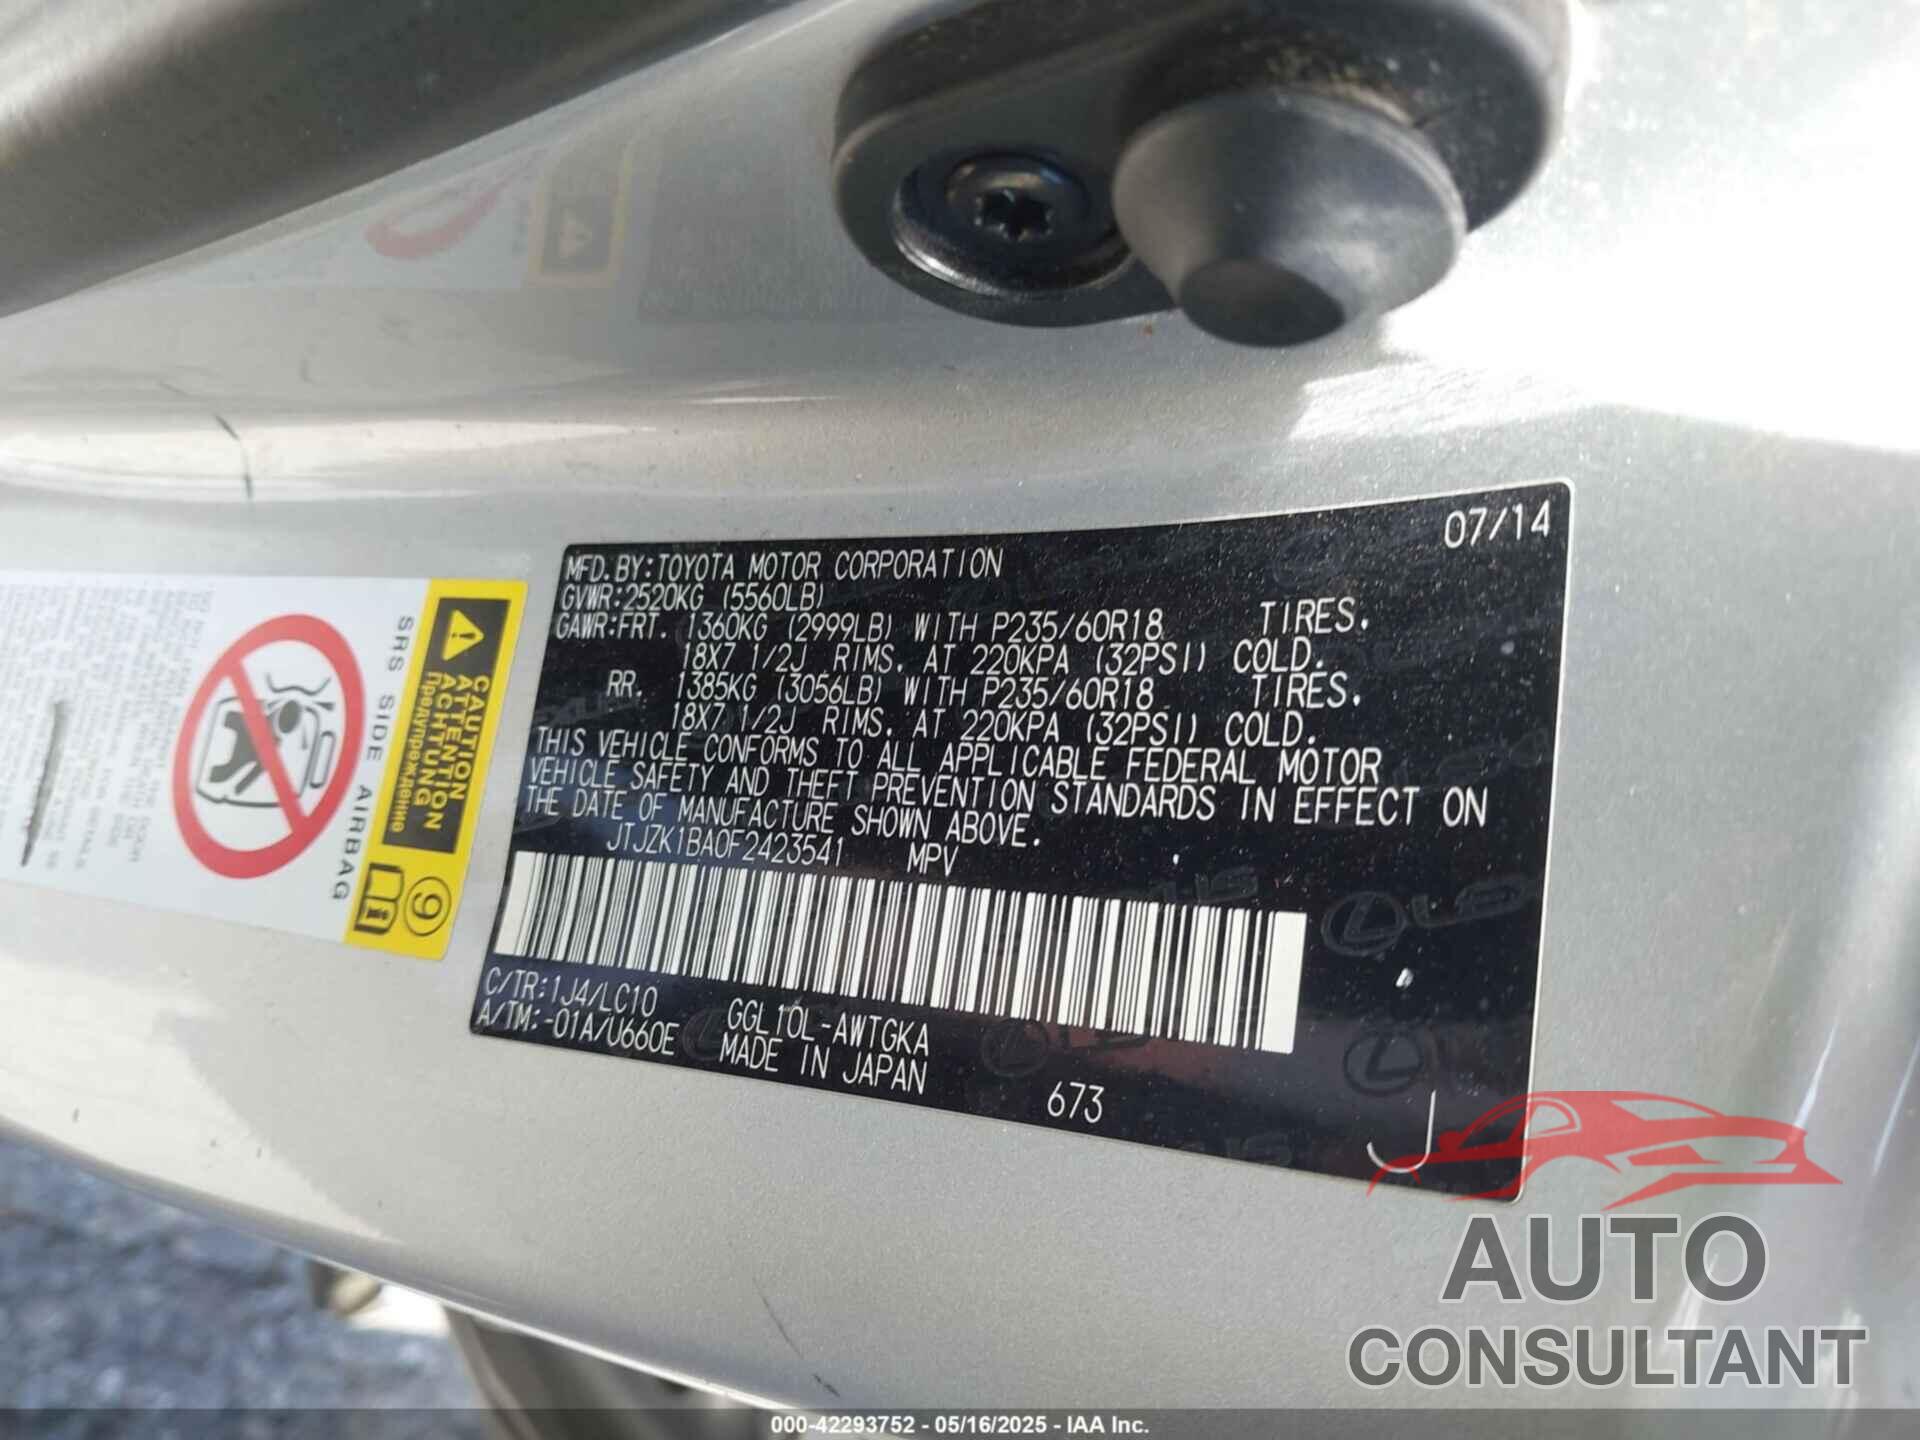 07/14
MFD.BY:TOYOTA MOTOR CORPORATION
GVWR:2520KG (5560LB)
GAWR:FRT. 1360KG (2999LB) WITH P235/60R18 TIRES.
18X7 1/2J RIMS. AT 220KPA (32PSI) COLD.
RR. 1385KG (3056LB) WITH P235/60R18 TIRES.
18X7 1/2J RIMS. AT 220KPA (32PSI) COLD.
THIS VEHICLE CONFORMS TO ALL APPLICABLE FEDERAL MOTOR
VEHICLE SAFETY AND THEFT PREVENTION STANDARDS IN EFFECT ON
THE DATE OF MANUFACTURE SHOWN ABOVE.
JTJZK1BA0F2423541 MPV
C/TR:1J4/LC10
A/TM:-01A/U660E
GGL10L-AWTGKA
MADE IN JAPAN
673
J
CAUTION
ATTENTION
ACHTUNG
Предупреждение
9
SRS SIDE AIRBAG
AUTO
CONSULTANT
000-42293752 - 05/16/2025 - IAA Inc.